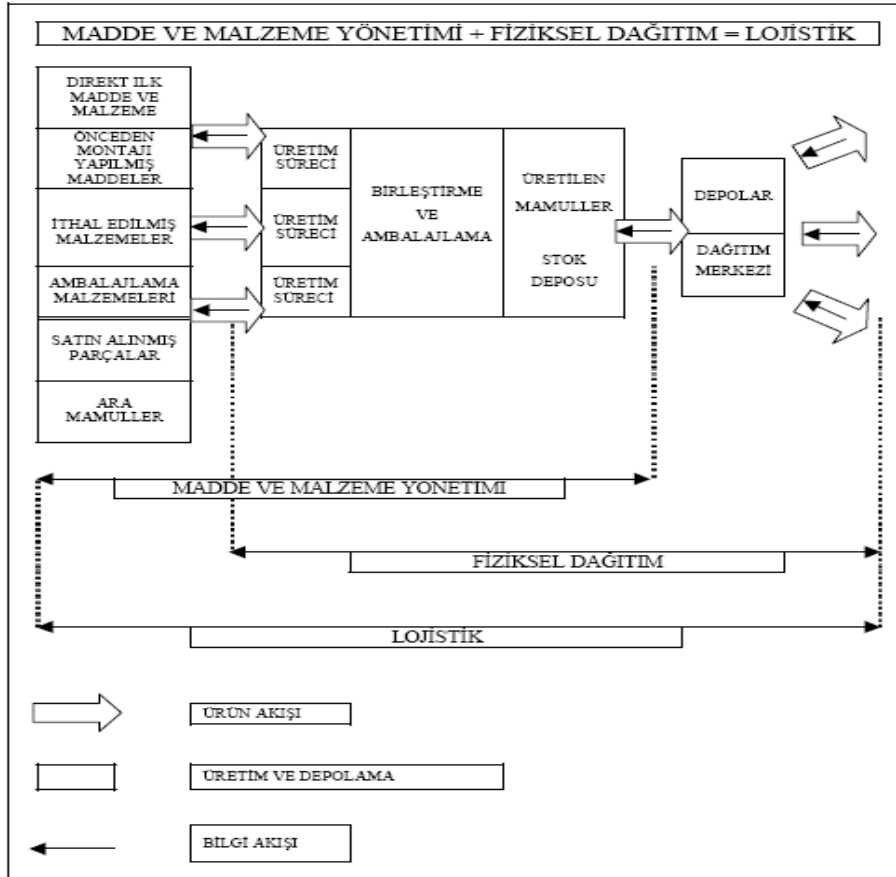 MADDE VE MALZEME YÖNETİMİ + FİZİKSEL DAĞITIM = LOJİSTİK
DIREKT ILK
MADDE VE
MALZEME
ÖNCEDEN
MONTAJI
YAPILMIŞ
MADDELER
İTHAL EDİLMİŞ
MALZEMELER
AMBALAJLAMA
MALZEMELERİ
SATIN ALINMIŞ
PARÇALAR
ARA
MAMULLER
ÜRETİM
SÜRECİ
ÜRETİM
SÜRECİ
ÜRETİM
SÜRECİ
BİRLEŞTİRME
VE
AMBALAJLAMA
ÜRETİLEN
MAMULLER
STOK
DEPOSU
DEPOLAR
DAĞITIM
MERKEZİ
MADDE VE MALZEME YÖNETİMİ
FİZİKSEL DAĞITIM
LOJİSTİK
ÜRÜN AKIŞI
ÜRETİM VE DEPOLAMA
BİLGİ AKIŞI